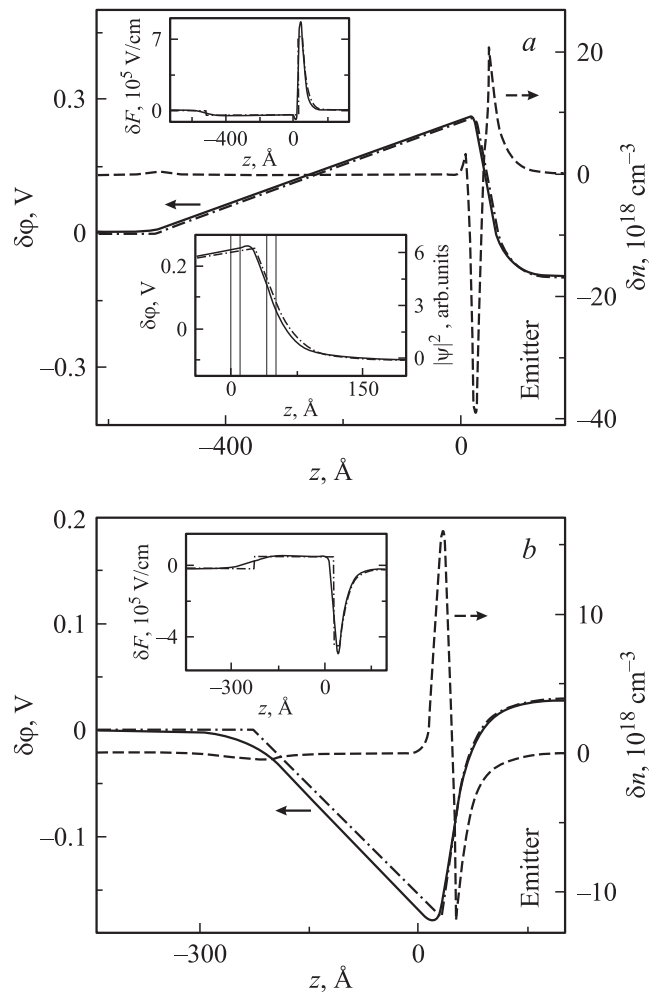 a
7
0
δF, 10⁵ V/cm
−400
0
z, Å
0.3
0
−0.3
δφ, V
20
0
−20
−40
δn, 10¹⁸ cm⁻³
0.2
0
δφ, V
6
3
0
|ψ|², arb.units
0
150
z, Å
Emitter
−400
0
z, Å
b
0
−4
δF, 10⁵ V/cm
−300
0
z, Å
0.2
0.1
0
−0.1
δφ, V
10
0
−10
δn, 10¹⁸ cm⁻³
Emitter
−300
0
z, Å